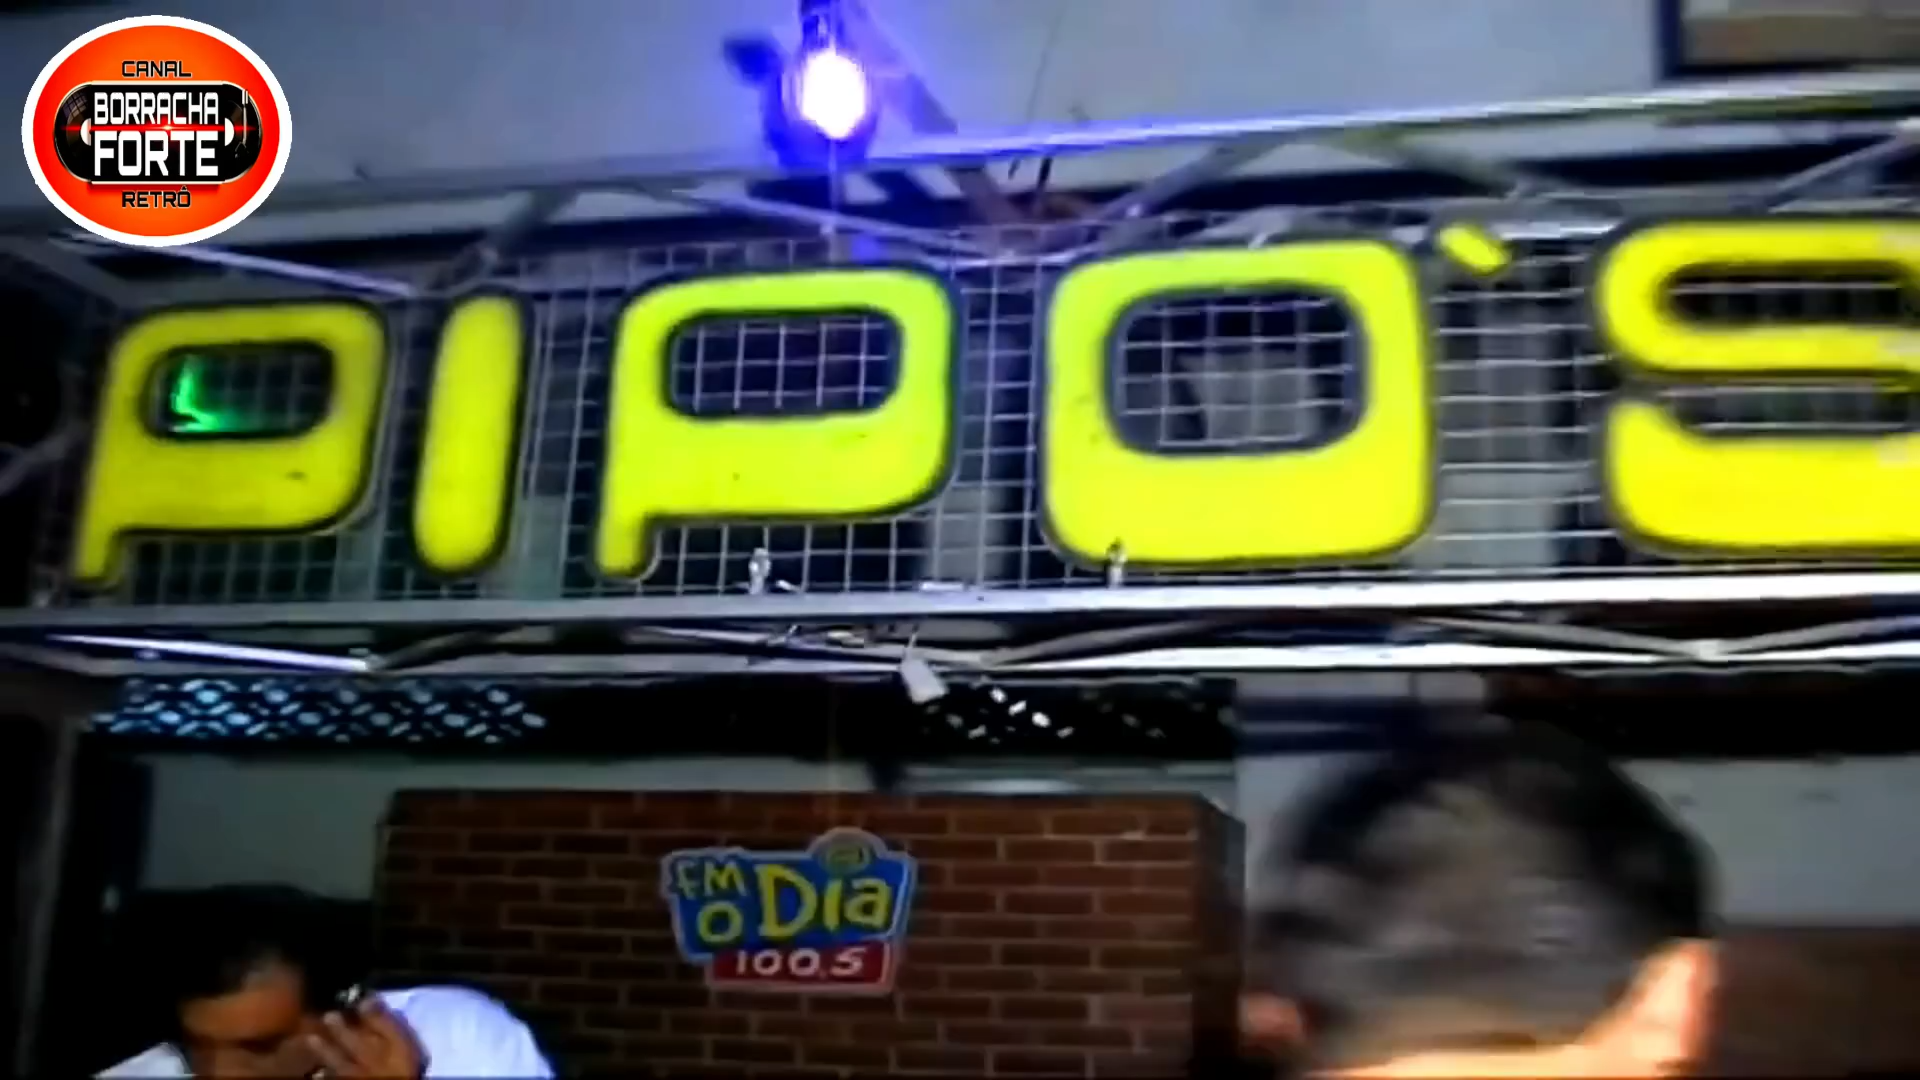 CANAL
BORRACHA
FORTE
RETRÔ
PIPO'S
FM
O Dia
100,5